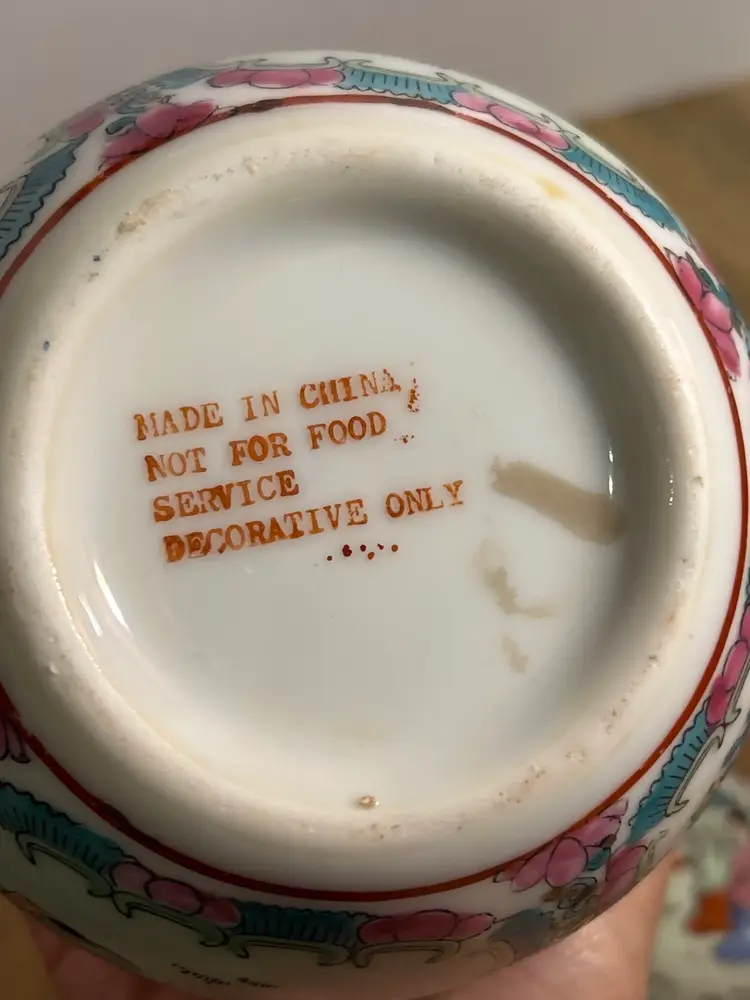 MADE IN CHINA
NOT FOR FOOD
SERVICE
DECORATIVE ONLY